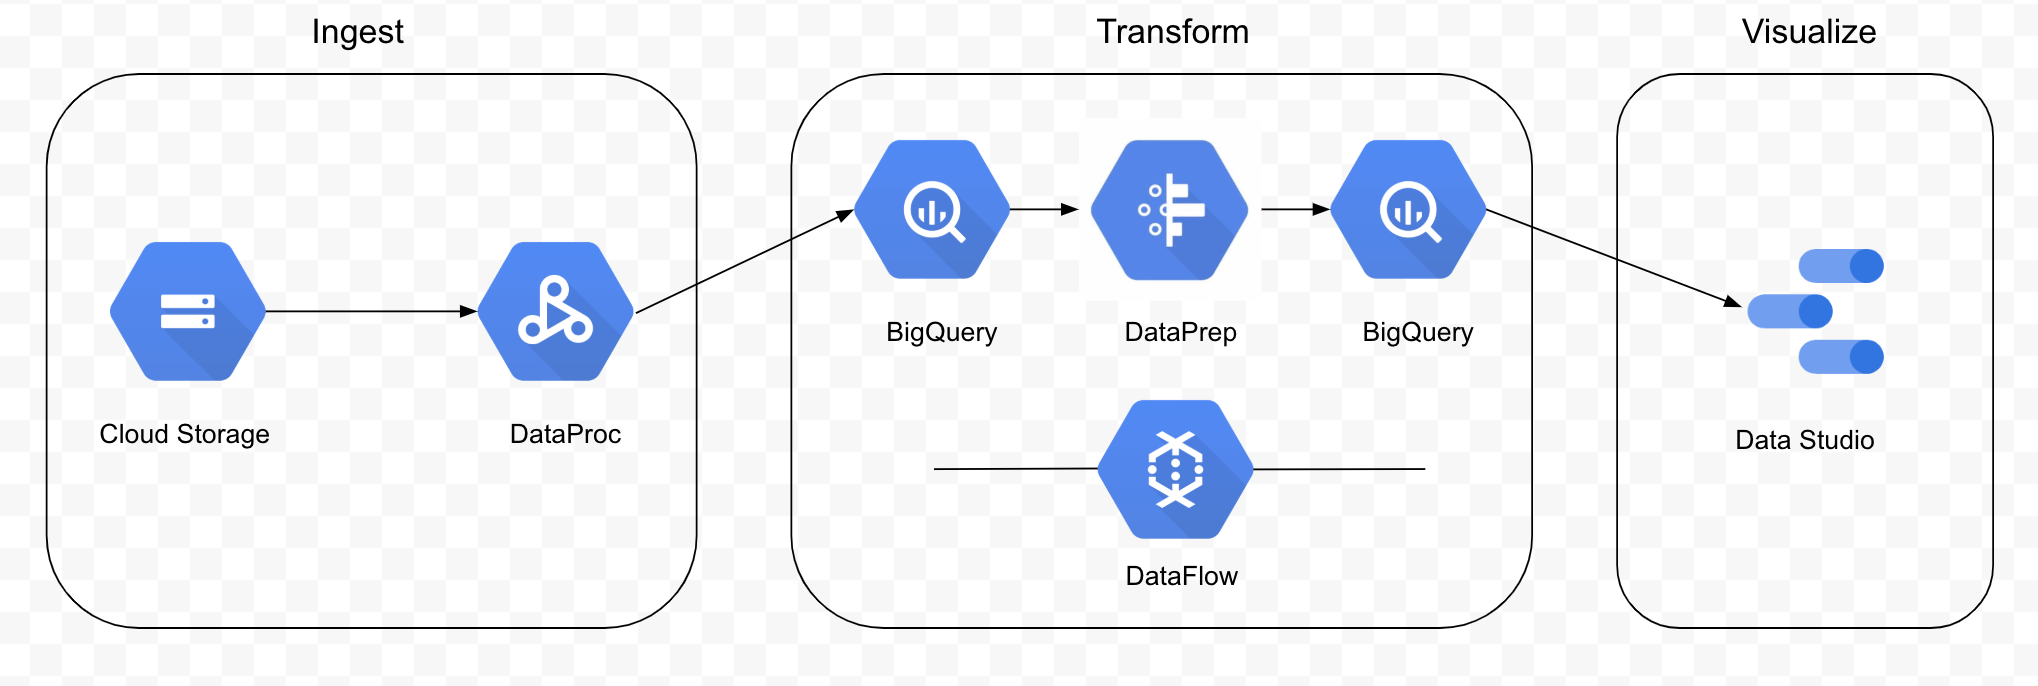 Ingest
Transform
Visualize
Cloud Storage
DataProc
BigQuery
DataPrep
BigQuery
DataFlow
Data Studio